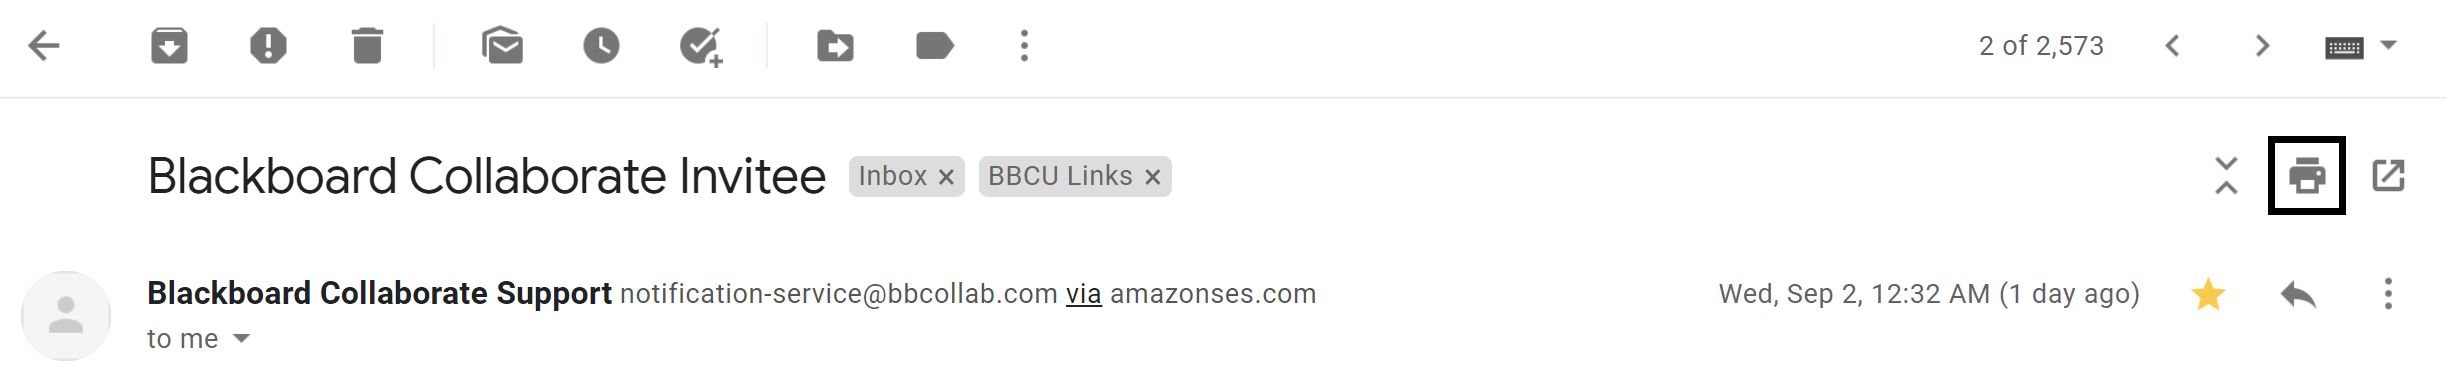 2 of 2,573
Blackboard Collaborate Invitee Inbox × BBCU Links ×
Blackboard Collaborate Support notification-service@bbcollab.com via amazonses.com Wed, Sep 2, 12:32 AM (1 day ago)
to me